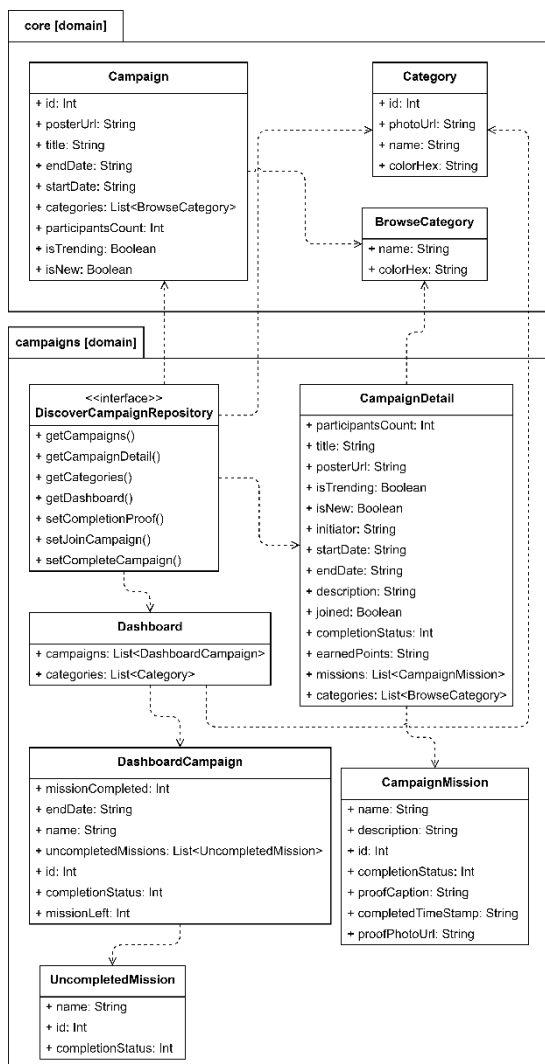 core [domain]
Campaign
+ id: Int
+ posterUrl: String
+ title: String
+ endDate: String
+ startDate: String
+ categories: List<BrowseCategory>
+ participantsCount: Int
+ isTrending: Boolean
+ isNew: Boolean
Category
+ id: Int
+ photoUrl: String
+ name: String
+ colorHex: String
BrowseCategory
+ name: String
+ colorHex: String
campaigns [domain]
<<interface>>
DiscoverCampaignRepository
+ getCampaigns()
+ getCampaignDetail()
+ getCategories()
+ getDashboard()
+ setCompletionProof()
+ setJoinCampaign()
+ setCompleteCampaign()
CampaignDetail
+ participantsCount: Int
+ title: String
+ posterUrl: String
+ isTrending: Boolean
+ isNew: Boolean
+ initiator: String
+ startDate: String
+ endDate: String
+ description: String
+ joined: Boolean
+ completionStatus: Int
+ earnedPoints: String
+ missions: List<CampaignMission>
+ categories: List<BrowseCategory>
Dashboard
+ campaigns: List<DashboardCampaign>
+ categories: List<Category>
DashboardCampaign
+ missionCompleted: Int
+ endDate: String
+ name: String
+ uncompletedMissions: List<UncompletedMission>
+ id: Int
+ completionStatus: Int
+ missionLeft: Int
CampaignMission
+ name: String
+ description: String
+ id: Int
+ completionStatus: Int
+ proofCaption: String
+ completedTimeStamp: String
+ proofPhotoUrl: String
UncompletedMission
+ name: String
+ id: Int
+ completionStatus: Int